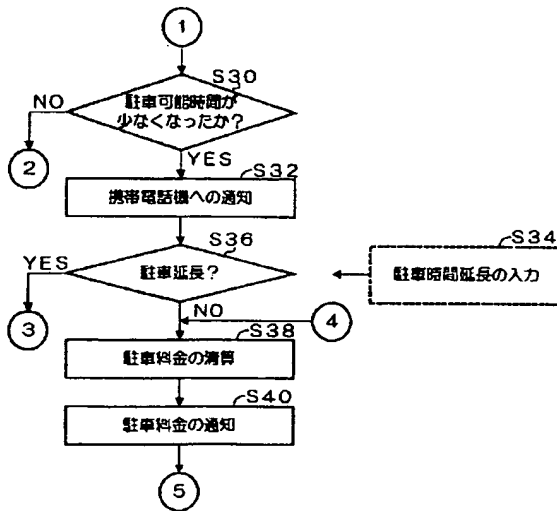 1
S30
NO
駐車可能時間が
少なくなったか?
2
YES
S32
携帯電話機への通知
S36
S34
YES
駐車延長?
駐車時間延長の入力
3
NO
4
S38
駐車料金の清算
S40
駐車料金の通知
5